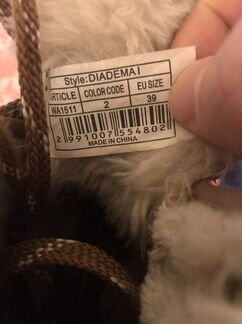 Style:DIADEMA I
ARTICLE COLOR CODE EU SIZE
WA1511 2 39
2 991007 554802
MADE IN CHINA